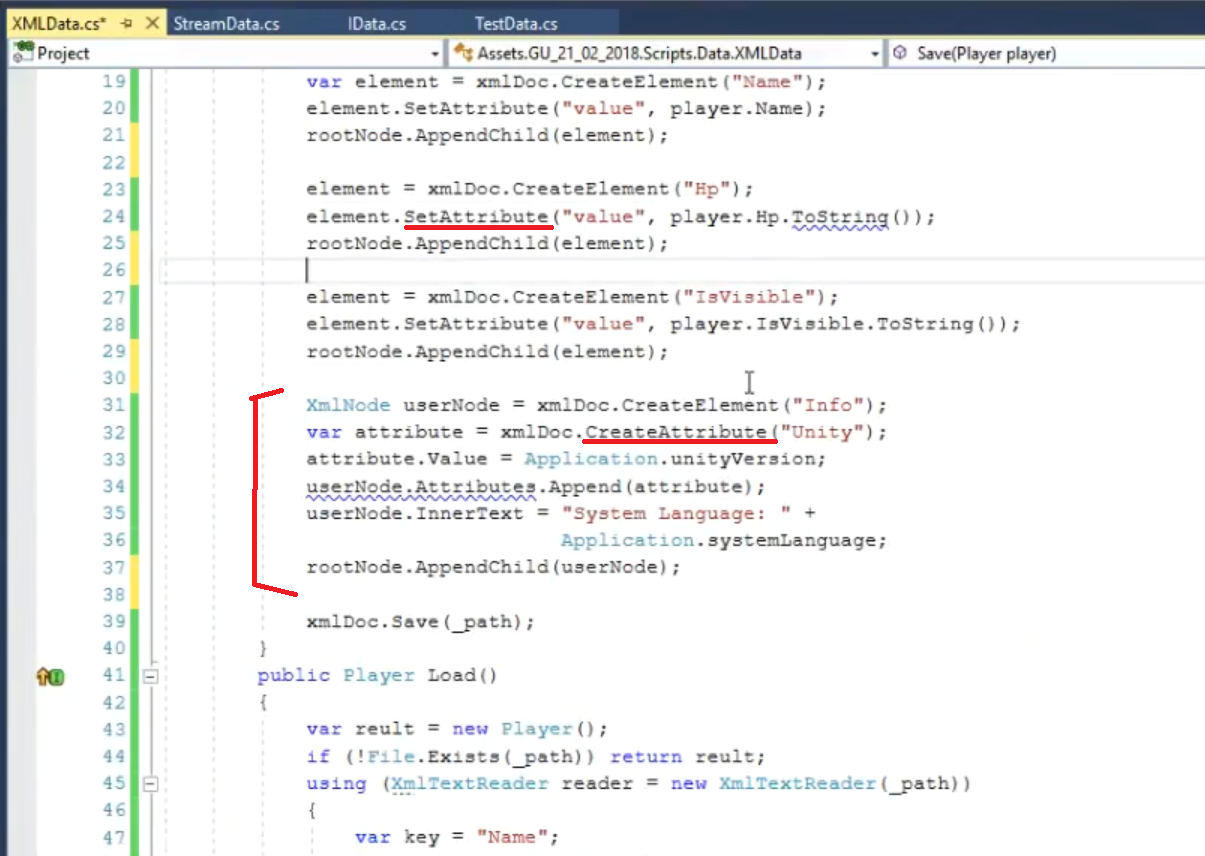 XMLData.cs* StreamData.cs IData.cs TestData.cs
Project Assets.GU_21_02_2018.Scripts.Data.XMLData Save(Player player)
19 var element = xmlDoc.CreateElement("Name");
20 element.SetAttribute("value", player.Name);
21 rootNode.AppendChild(element);
22
23 element = xmlDoc.CreateElement("Hp");
24 element.SetAttribute("value", player.Hp.ToString());
25 rootNode.AppendChild(element);
26
27 element = xmlDoc.CreateElement("IsVisible");
28 element.SetAttribute("value", player.IsVisible.ToString());
29 rootNode.AppendChild(element);
30
31 XmlNode userNode = xmlDoc.CreateElement("Info");
32 var attribute = xmlDoc.CreateAttribute("Unity");
33 attribute.Value = Application.unityVersion;
34 userNode.Attributes.Append(attribute);
35 userNode.InnerText = "System Language: " +
36 Application.systemLanguage;
37 rootNode.AppendChild(userNode);
38
39 xmlDoc.Save(_path);
40 }
41 public Player Load()
42 {
43 var reult = new Player();
44 if (!File.Exists(_path)) return reult;
45 using (XmlTextReader reader = new XmlTextReader(_path))
46 {
47 var key = "Name";